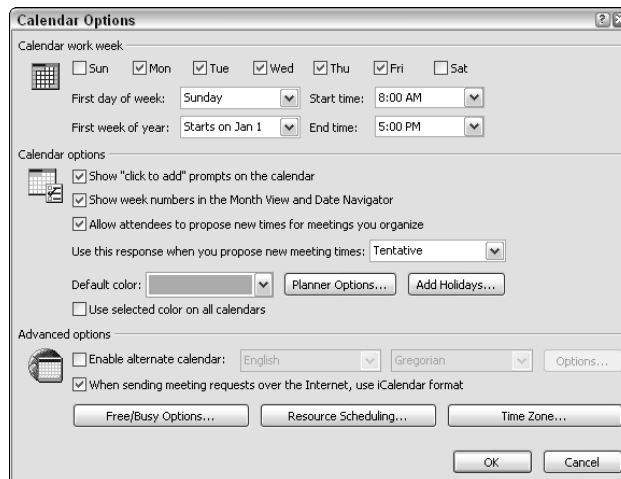 Calendar Options
Calendar work week
Sun Mon Tue Wed Thu Fri Sat
First day of week: Sunday Start time: 8:00 AM
First week of year: Starts on Jan 1 End time: 5:00 PM
Calendar options
Show "click to add" prompts on the calendar
Show week numbers in the Month View and Date Navigator
Allow attendees to propose new times for meetings you organize
Use this response when you propose new meeting times: Tentative
Default color: Planner Options... Add Holidays...
Use selected color on all calendars
Advanced options
Enable alternate calendar: English Gregorian Options...
When sending meeting requests over the Internet, use iCalendar format
Free/Busy Options... Resource Scheduling... Time Zone...
OK Cancel